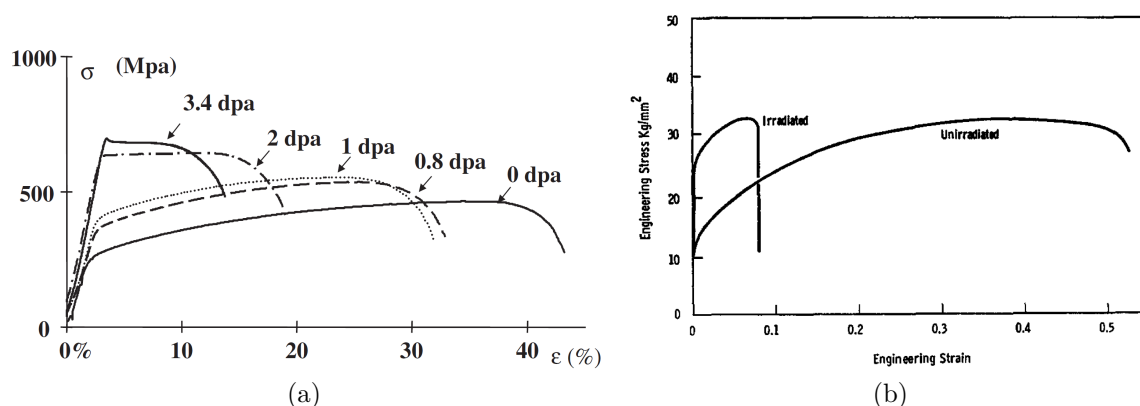 1000
σ (Mpa)
3.4 dpa
2 dpa
1 dpa
0.8 dpa
0 dpa
500
0
0% 10 20 30 40 ε (%)
(a)
50
40
30
20
10
0
Engineering Stress Kg/mm²
Irradiated
Unirradiated
0 0.1 0.2 0.3 0.4 0.5
Engineering Strain
(b)